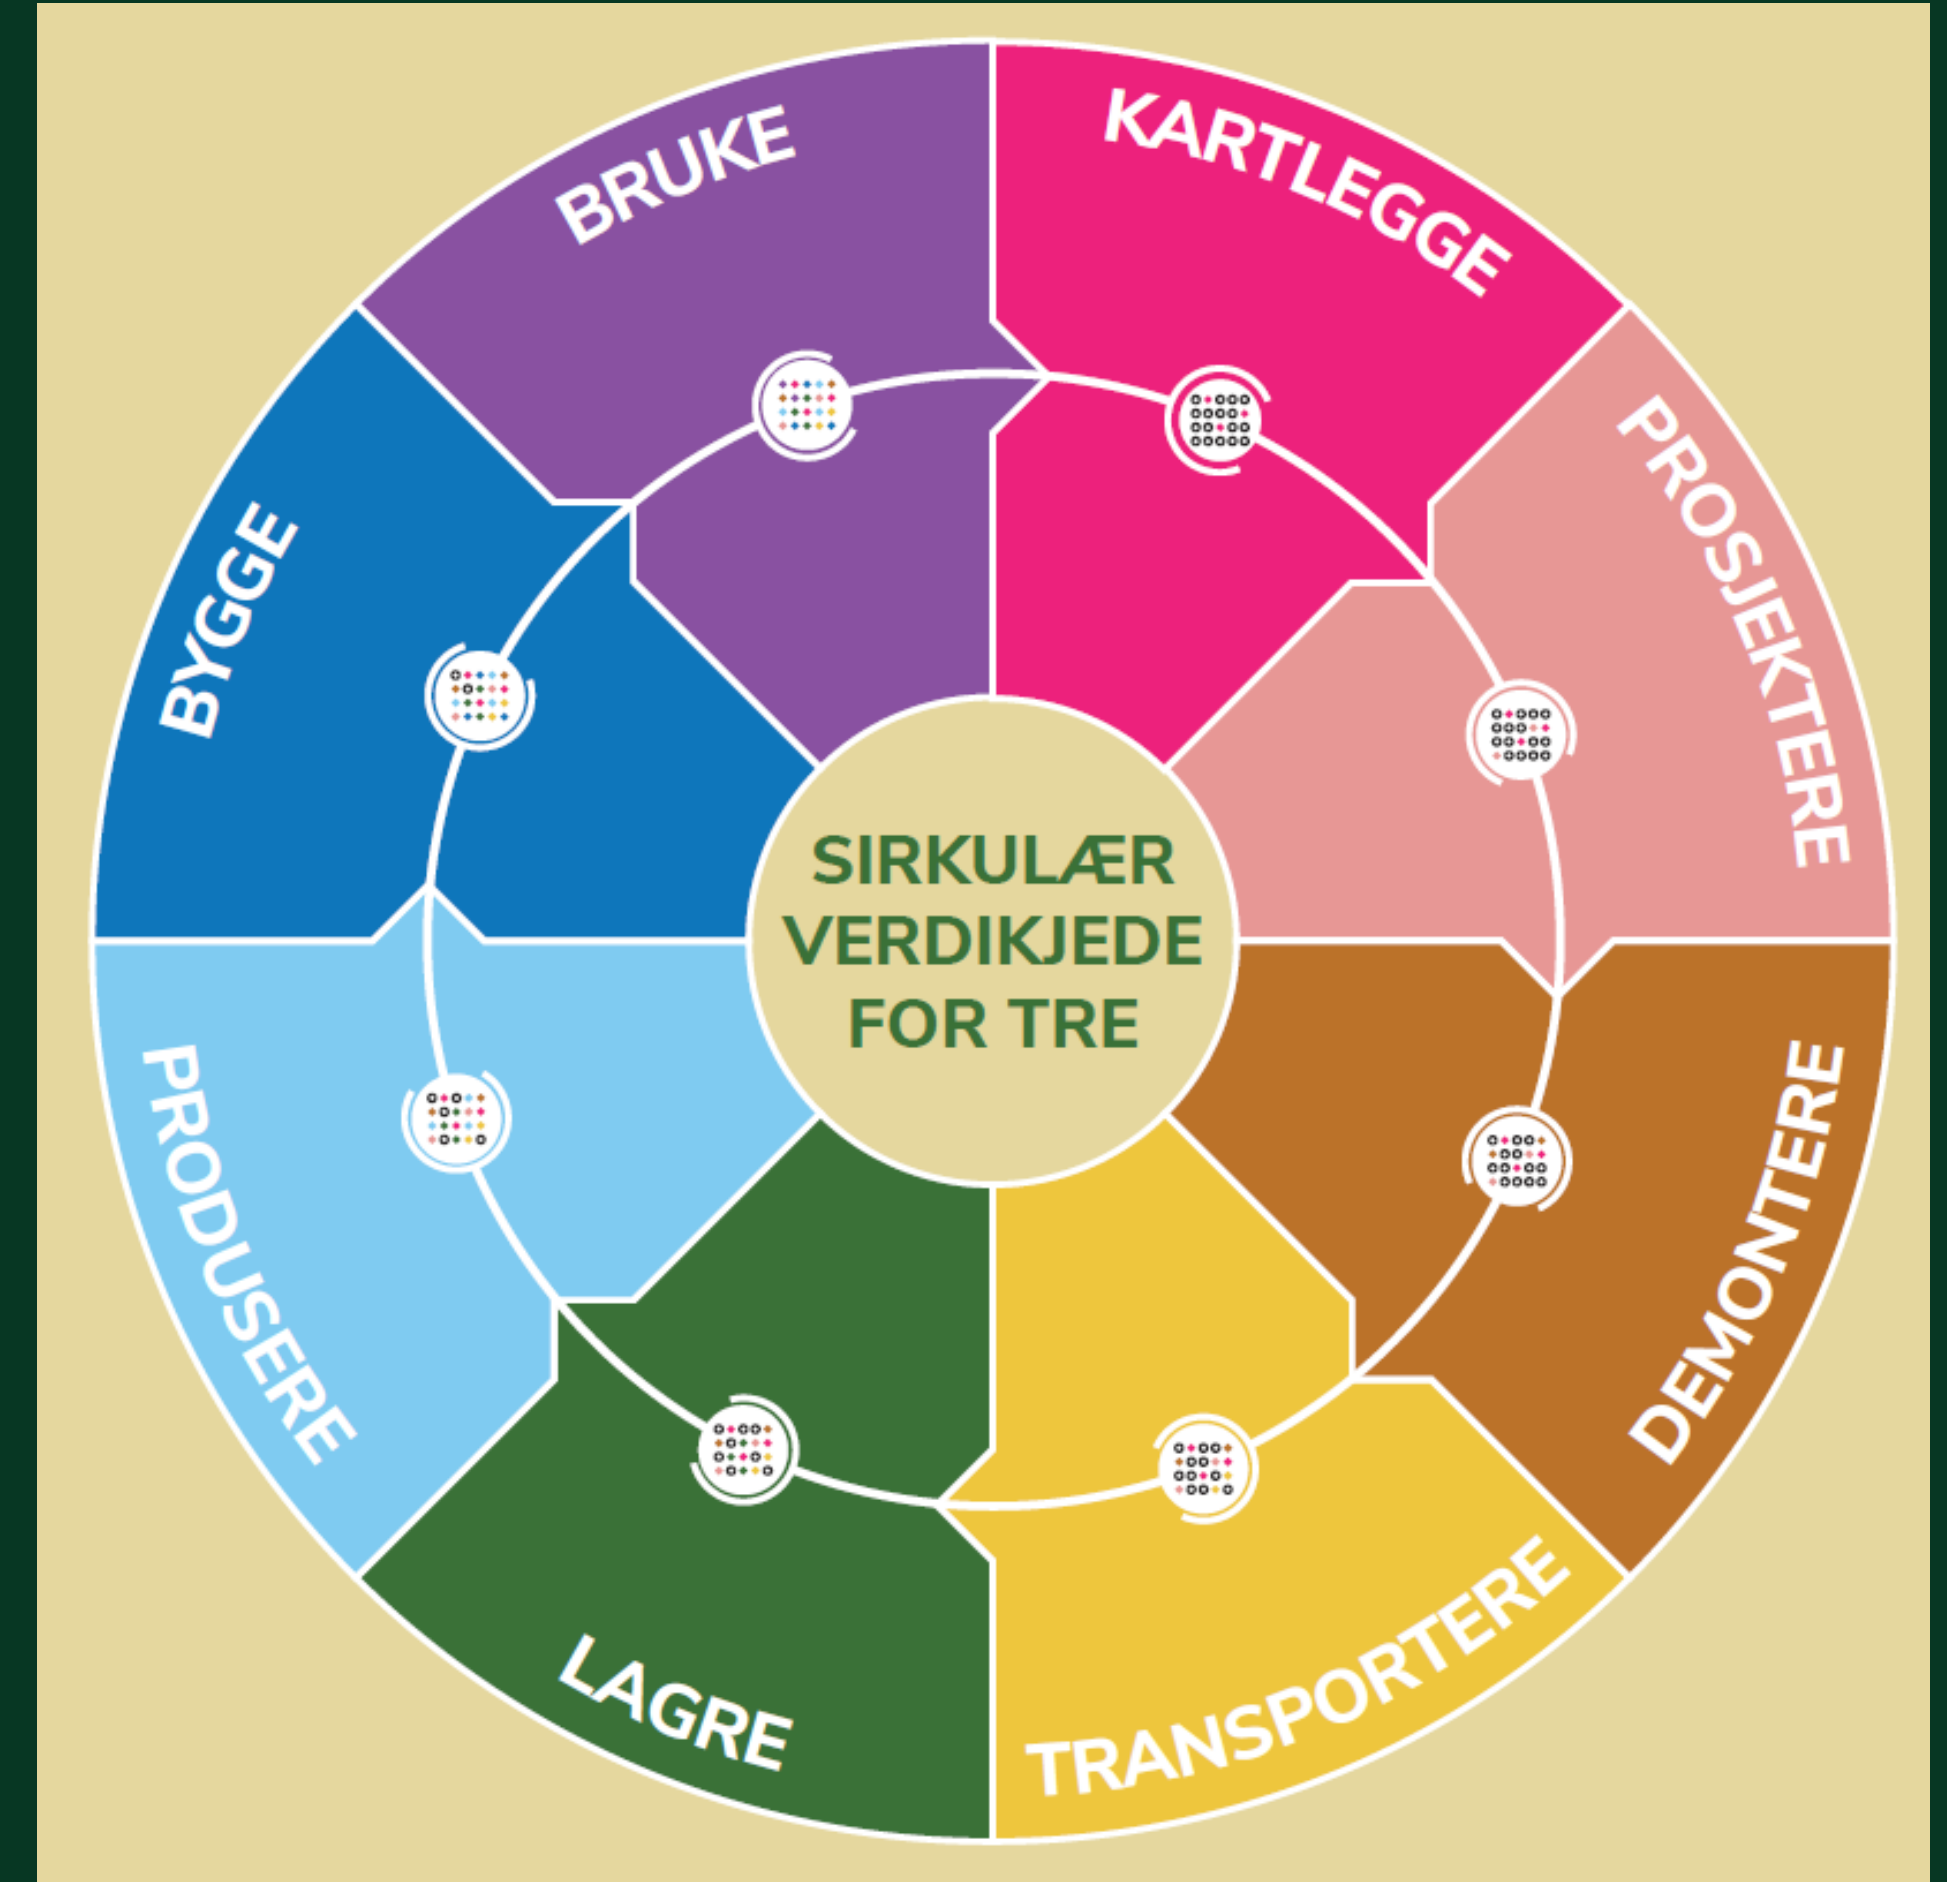 KARTLEGGE
PROSJEKTERE
DEMONTERE
TRANSPORTERE
LAGRE
PRODUSERE
BYGGE
BRUKE
SIRKULÆR
VERDIKJEDE
FOR TRE